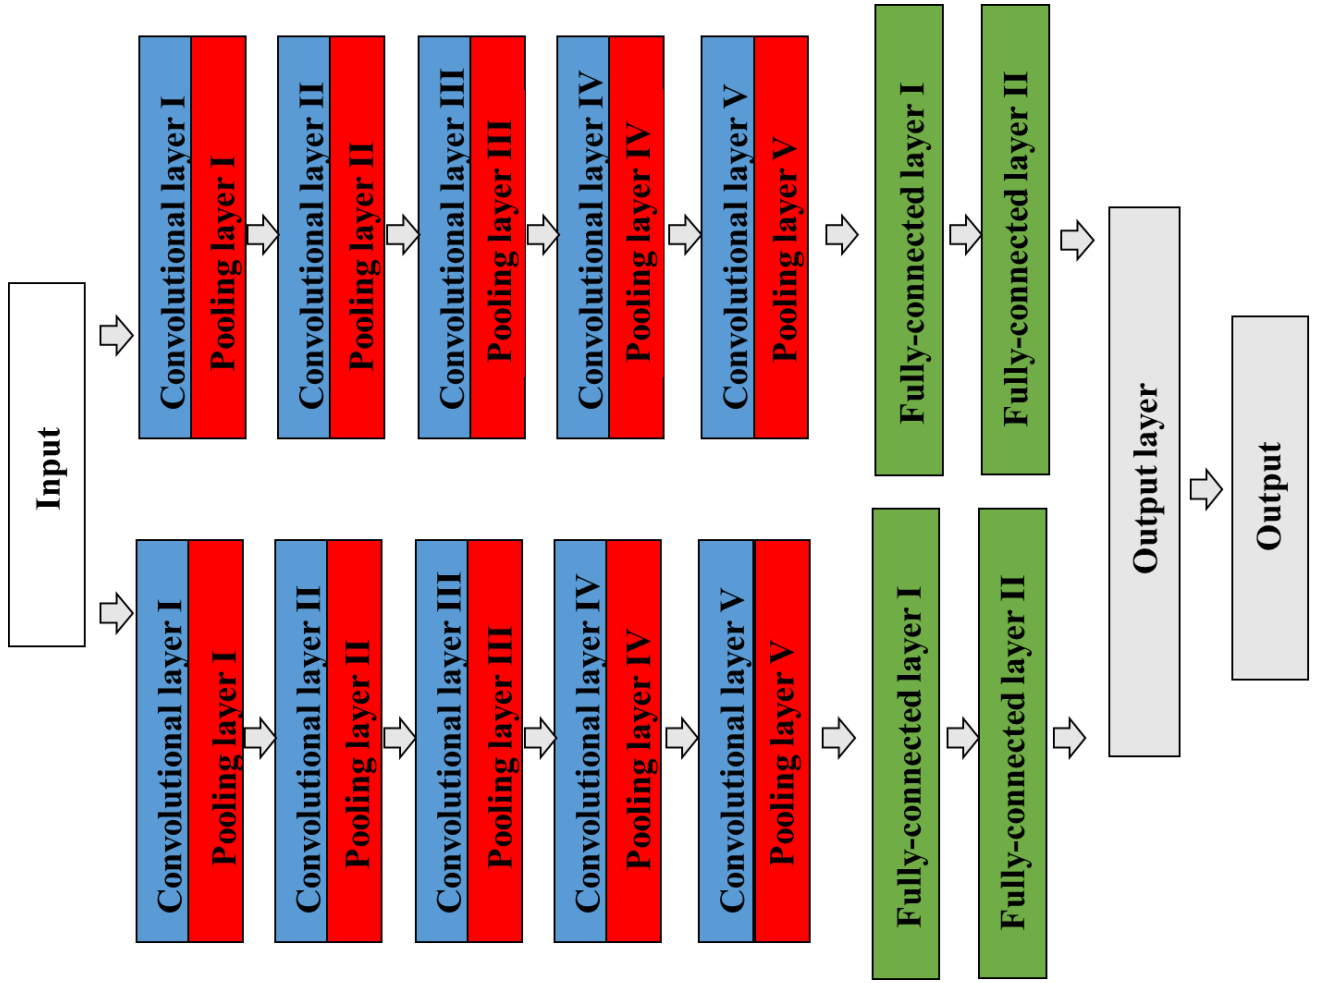 Input
Convolutional layer I
Pooling layer I
Convolutional layer II
Pooling layer II
Convolutional layer III
Pooling layer III
Convolutional layer IV
Pooling layer IV
Convolutional layer V
Pooling layer V
Fully-connected layer I
Fully-connected layer II
Convolutional layer I
Pooling layer I
Convolutional layer II
Pooling layer II
Convolutional layer III
Pooling layer III
Convolutional layer IV
Pooling layer IV
Convolutional layer V
Pooling layer V
Fully-connected layer I
Fully-connected layer II
Output layer
Output